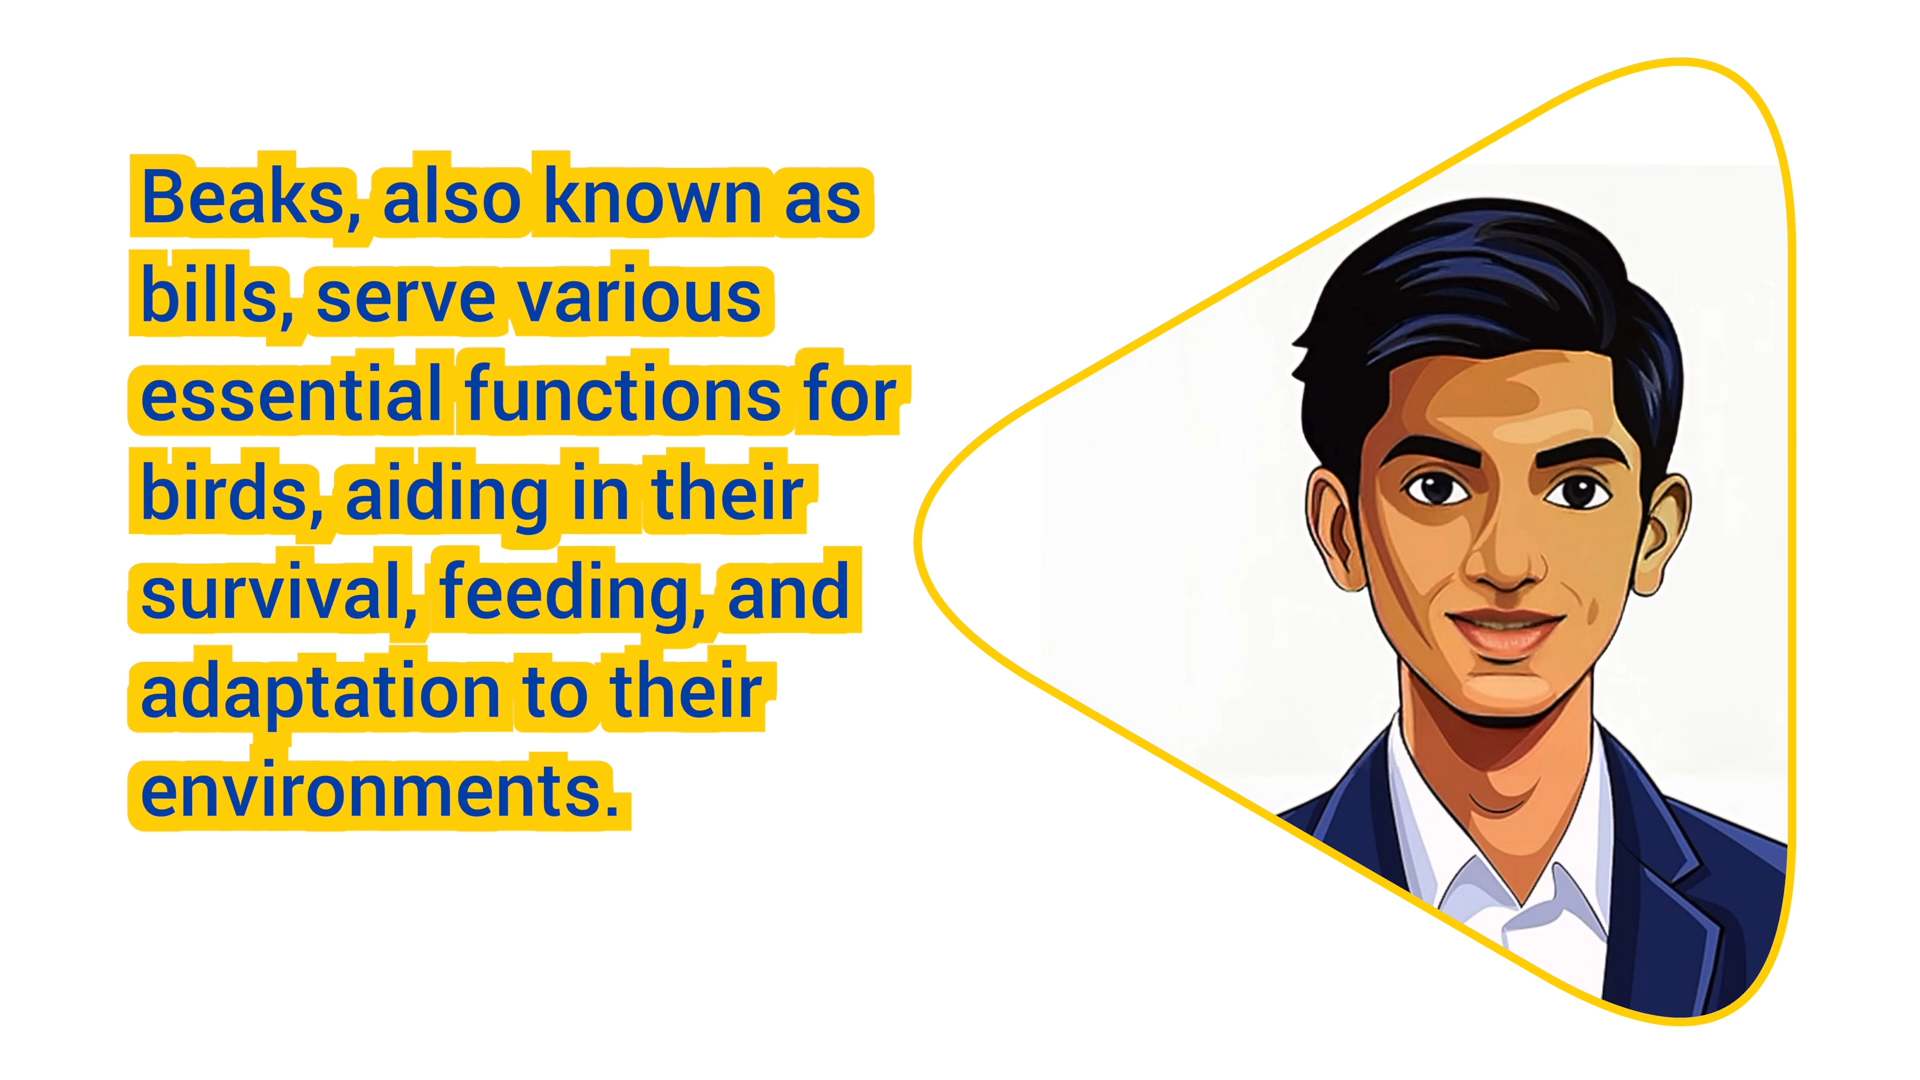 Beaks, also known as
bills, serve various
essential functions for
birds, aiding in their
survival, feeding, and
adaptation to their
environments.